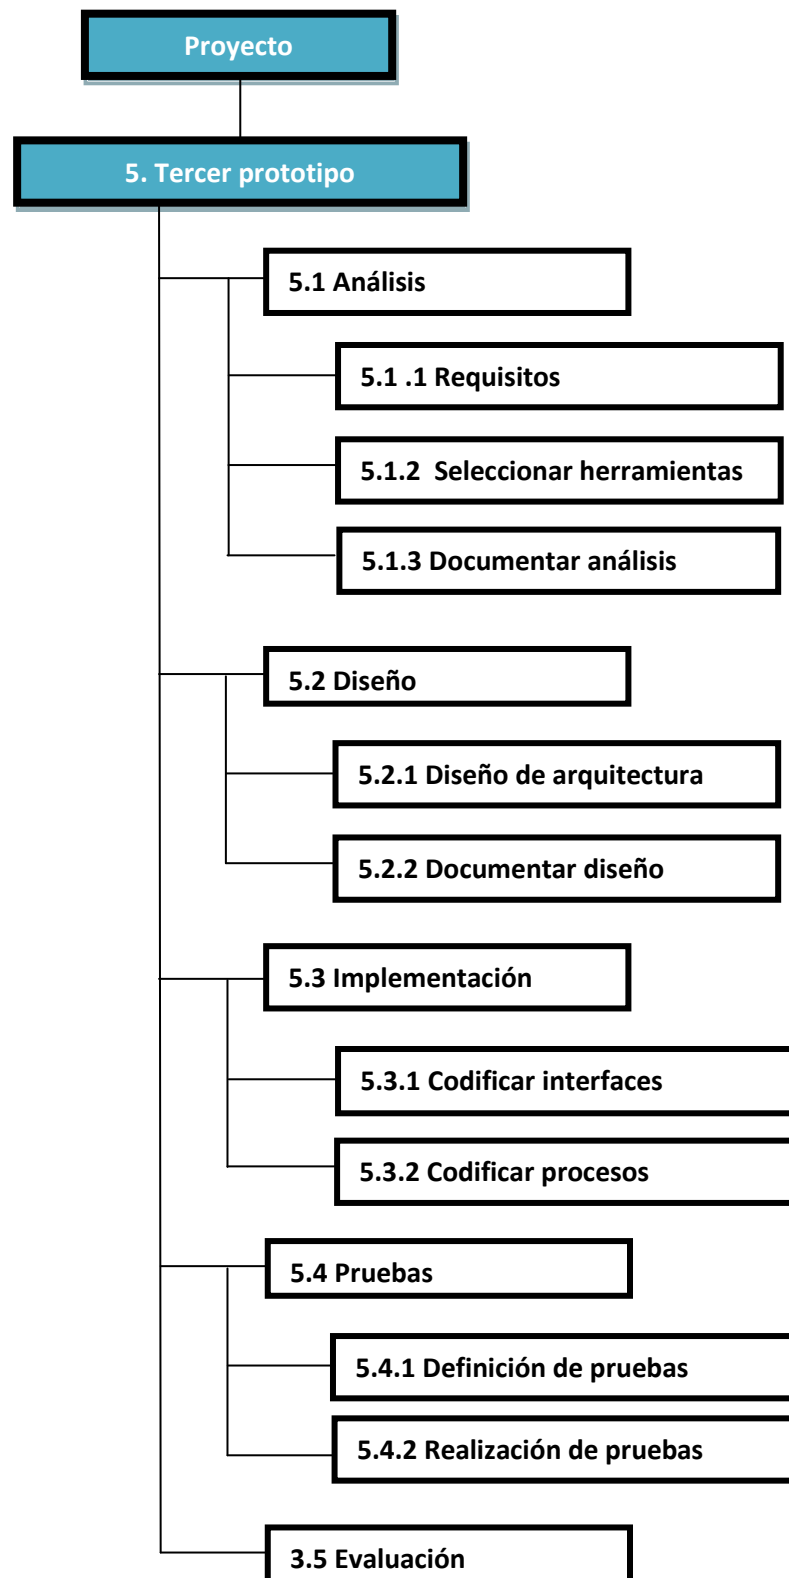 Proyecto
5. Tercer prototipo
5.1 Análisis
5.1 .1 Requisitos
5.1.2  Seleccionar herramientas
5.1.3 Documentar análisis
5.2 Diseño
5.2.1 Diseño de arquitectura
5.2.2 Documentar diseño
5.3 Implementación
5.3.1 Codificar interfaces
5.3.2 Codificar procesos
5.4 Pruebas
5.4.1 Definición de pruebas
5.4.2 Realización de pruebas
3.5 Evaluación